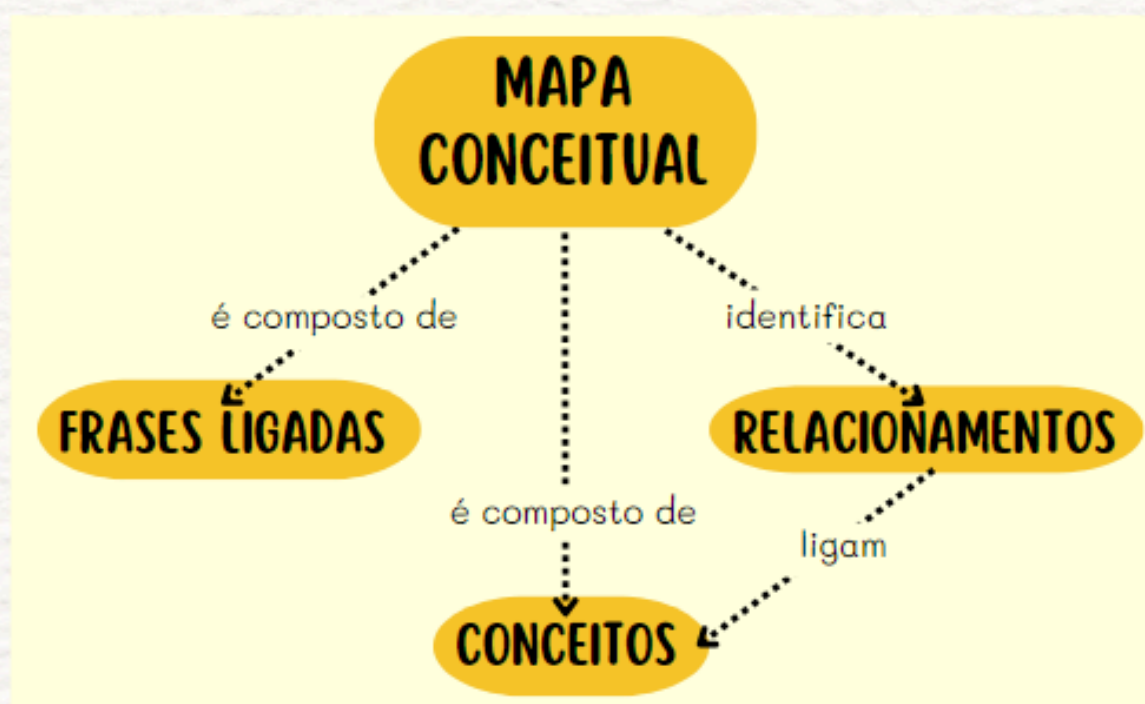 MAPA
CONCEITUAL
é composto de
identifica
FRASES LIGADAS
RELACIONAMENTOS
é composto de
ligam
CONCEITOS